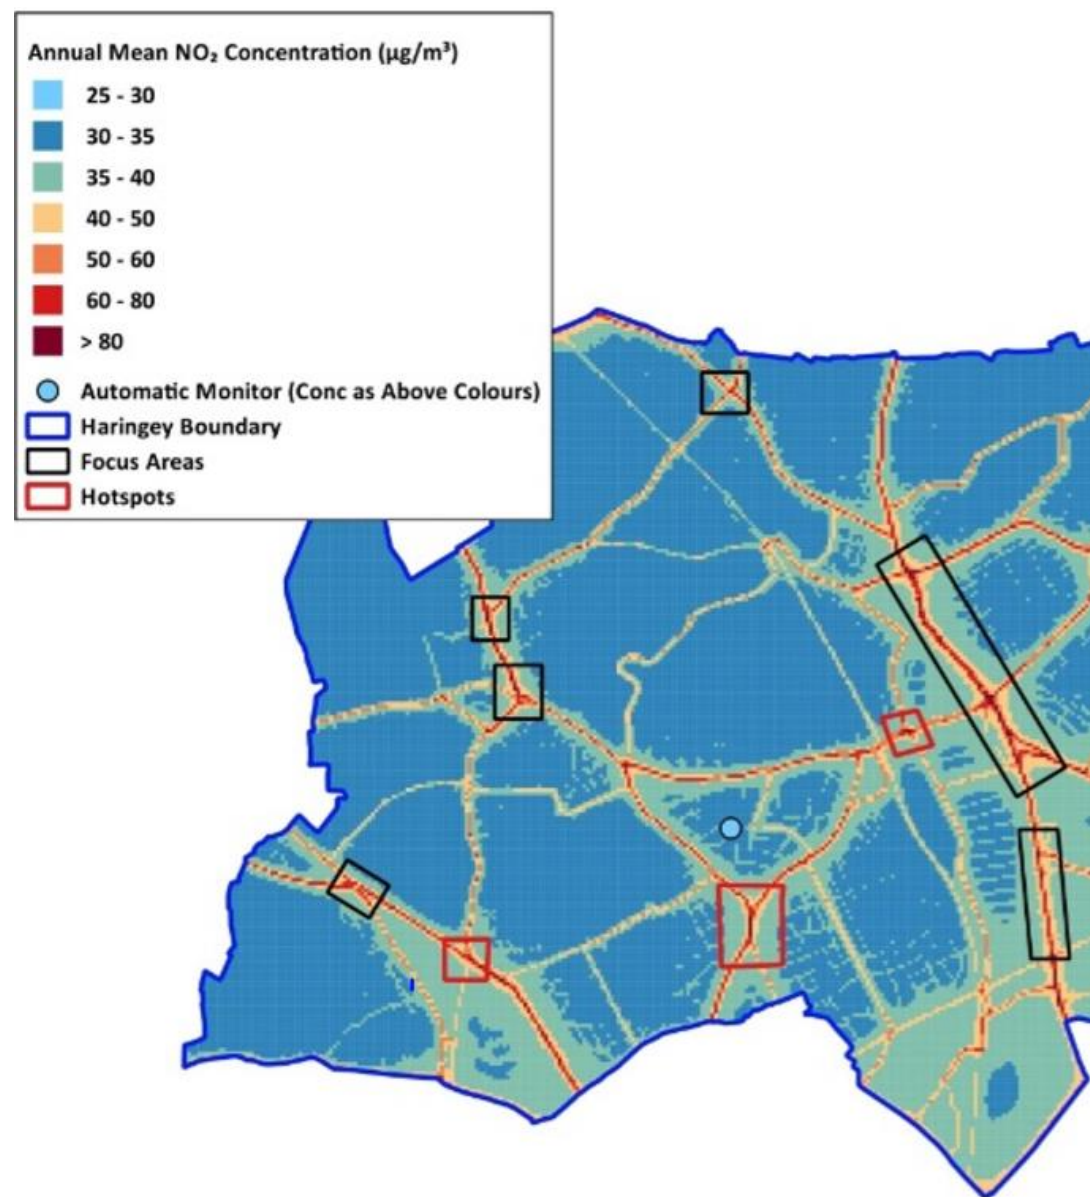 Annual Mean NO₂ Concentration (µg/m³)
25 - 30
30 - 35
35 - 40
40 - 50
50 - 60
60 - 80
> 80
Automatic Monitor (Conc as Above Colours)
Haringey Boundary
Focus Areas
Hotspots